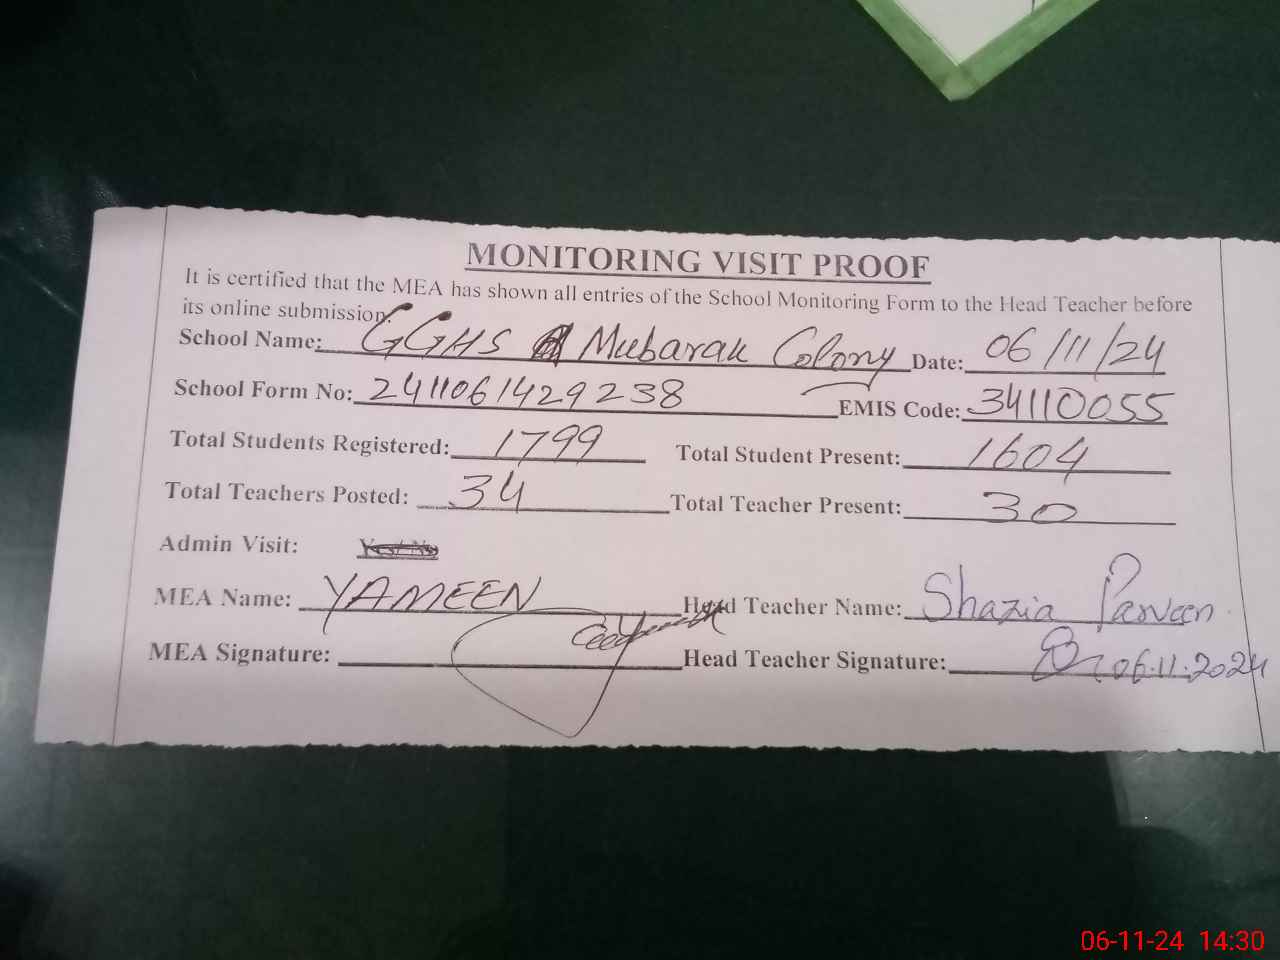 MONITORING VISIT PROOF
It is certified that the MEA has shown all entries of the School Monitoring Form to the Head Teacher before
its online submission.
School Name: GGHS Mubarak Colony Date: 06/11/24
School Form No: 2411061429238 EMIS Code: 34110055
Total Students Registered: 1799 Total Student Present: 1604
Total Teachers Posted: 34 Total Teacher Present: 30
Admin Visit:
MEA Name: YAMEEN Head Teacher Name: Shazia Parveen
MEA Signature: Head Teacher Signature: 06.11.2024
06-11-24 14:30